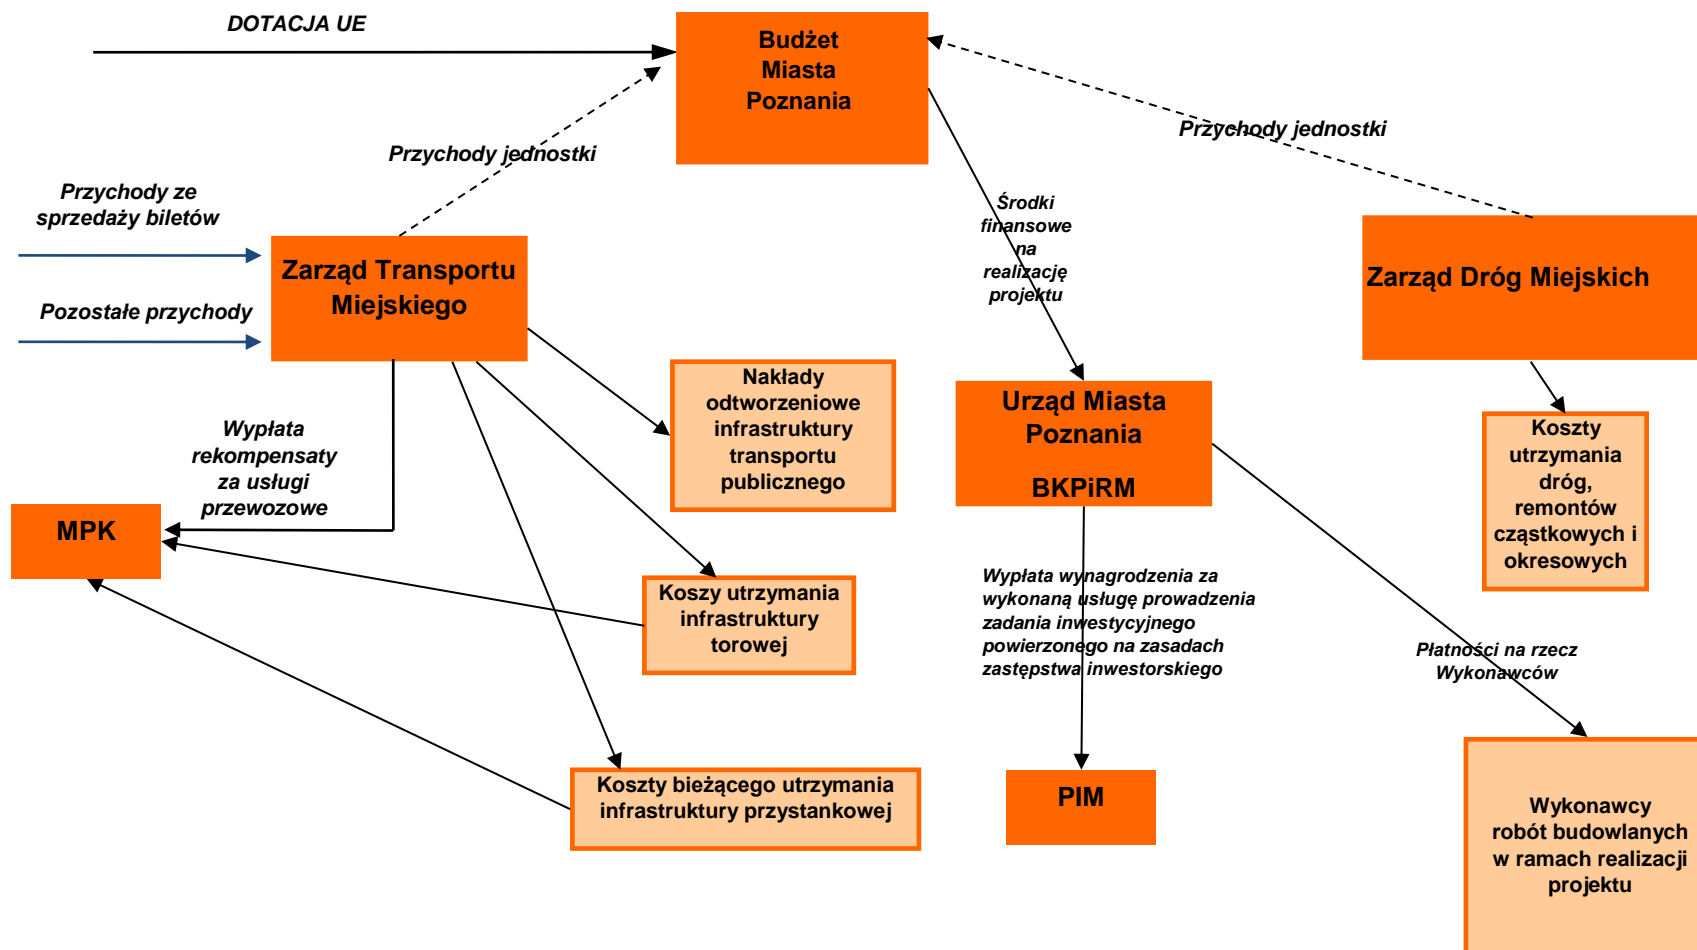 DOTACJA UE
Budżet
Miasta
Poznania
Przychody jednostki
Przychody jednostki
Przychody ze
sprzedaży biletów
Pozostałe przychody
Zarząd Transportu
Miejskiego
Środki
finansowe
na
realizację
projektu
Zarząd Dróg Miejskich
Wypłata
rekompensaty
za usługi
przewozowe
Nakłady
odtworzeniowe
infrastruktury
transportu
publicznego
Urząd Miasta
Poznania
BKPiRM
Koszty
utrzymania
dróg,
remontów
cząstkowych i
okresowych
MPK
Koszy utrzymania
infrastruktury
torowej
Wypłata wynagrodzenia za
wykonaną usługę prowadzenia
zadania inwestycyjnego
powierzonego na zasadach
zastępstwa inwestorskiego
Płatności na rzecz
Wykonawców
Koszty bieżącego utrzymania
infrastruktury przystankowej
PIM
Wykonawcy
robót budowlanych
w ramach realizacji
projektu